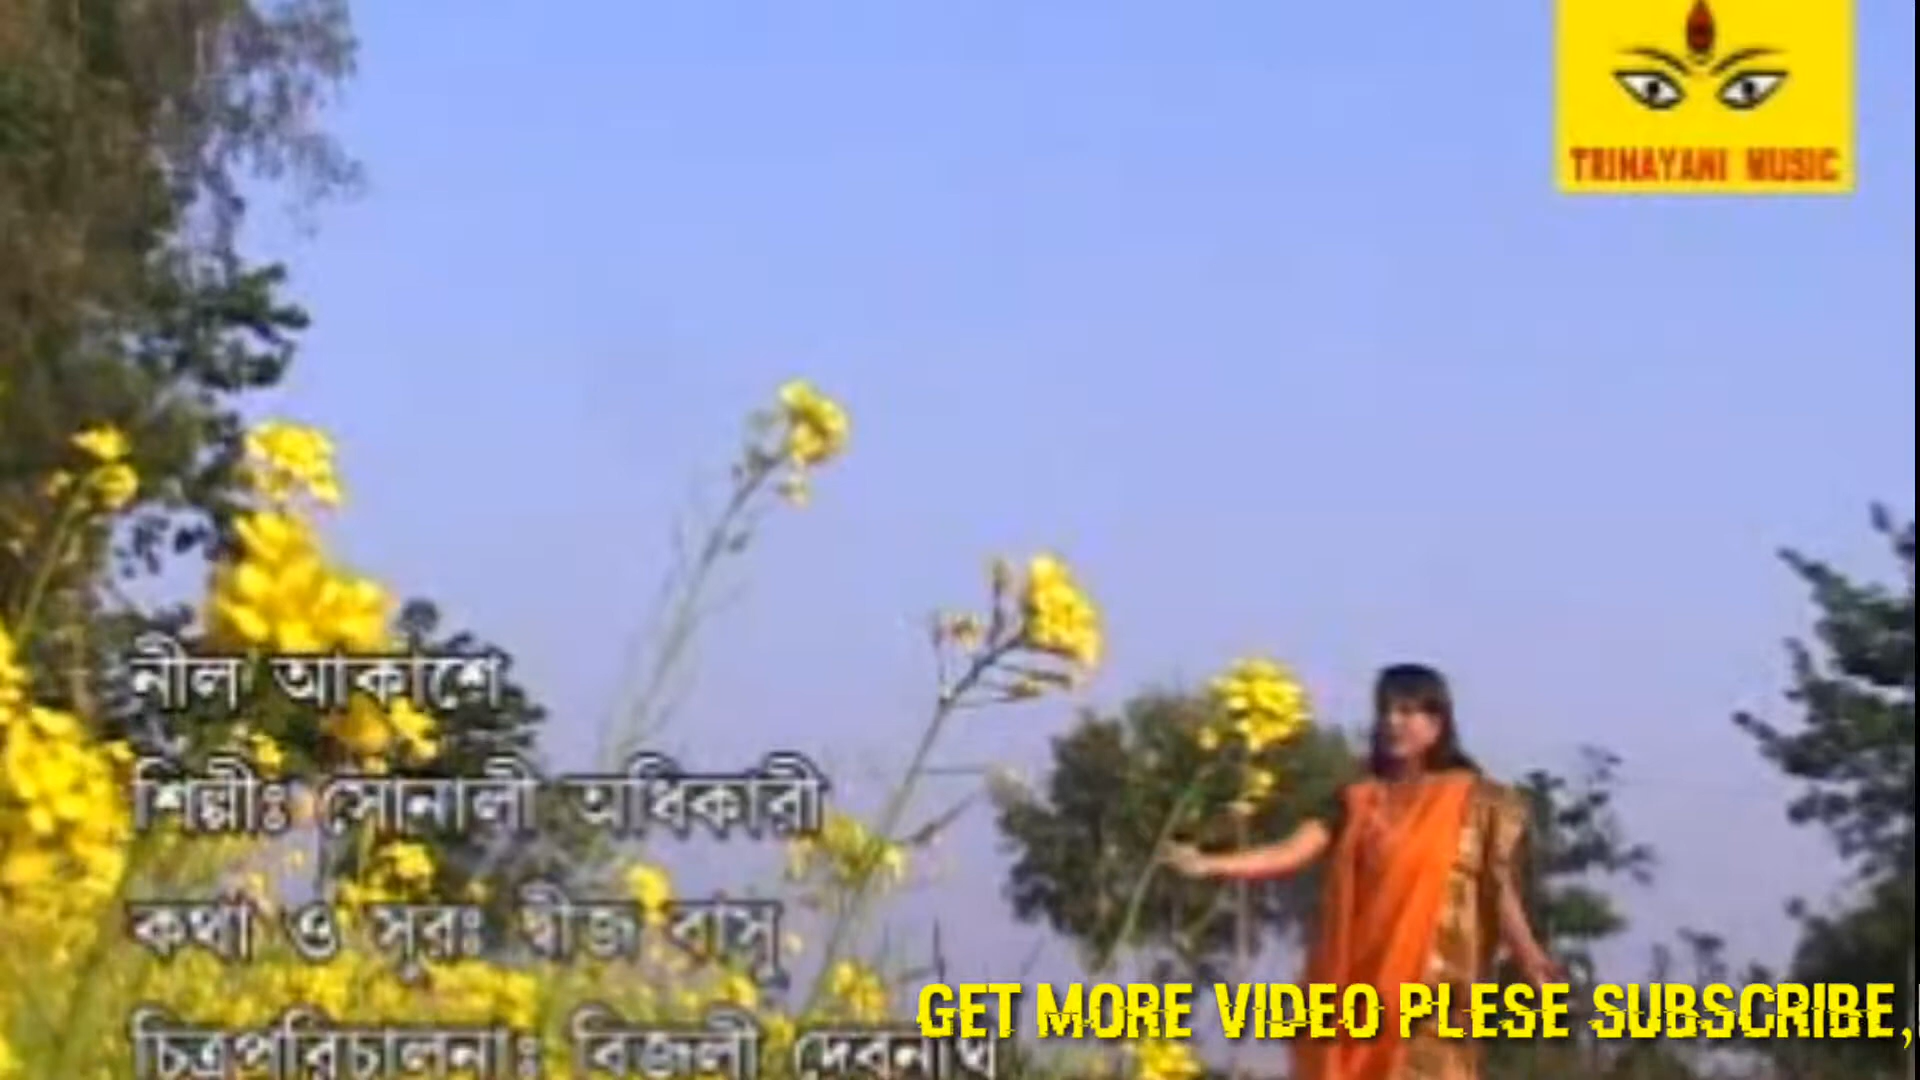 TRINAYANI MUSIC
নীল আকাশে
শিল্পীঃ সোনালী অধিকারী
কথা ও সুরঃ দ্বীজ বাসু
চিত্রপরিচালনাঃ বিজলী দেবনাথ
GET MORE VIDEO PLESE SUBSCRIBE,